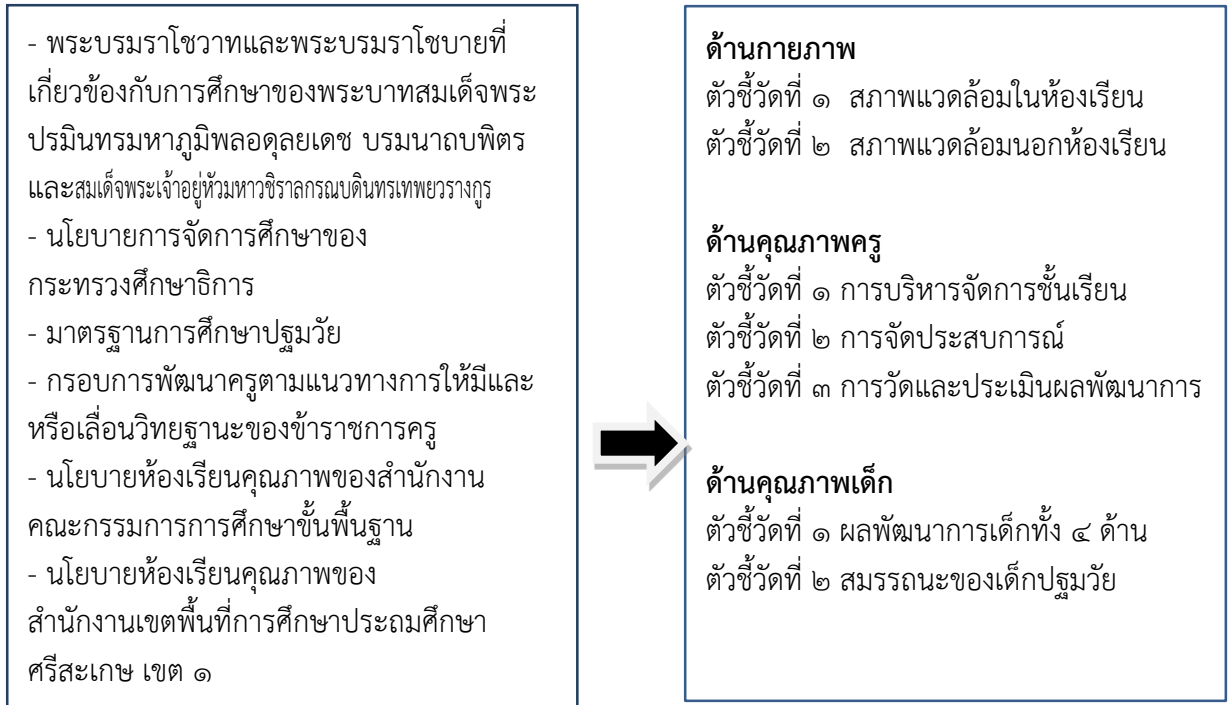 - พระบรมราโชวาทและพระบรมราโชบายที่
เกี่ยวข้องกับการศึกษาของพระบาทสมเด็จพระ
ปรมินทรมหาภูมิพลอดุลยเดช บรมนาถบพิตร
และสมเด็จพระเจ้าอยู่หัวมหาวชิราลกรณบดินทรเทพยวรางกูร
- นโยบายการจัดการศึกษาของ
กระทรวงศึกษาธิการ
- มาตรฐานการศึกษาปฐมวัย
- กรอบการพัฒนาครูตามแนวทางการให้มีและ
หรือเลื่อนวิทยฐานะของข้าราชการครู
- นโยบายห้องเรียนคุณภาพของสำนักงาน
คณะกรรมการการศึกษาขั้นพื้นฐาน
- นโยบายห้องเรียนคุณภาพของ
สำนักงานเขตพื้นที่การศึกษาประถมศึกษา
ศรีสะเกษ เขต ๑
ด้านกายภาพ
ตัวชี้วัดที่ ๑ สภาพแวดล้อมในห้องเรียน
ตัวชี้วัดที่ ๒ สภาพแวดล้อมนอกห้องเรียน
ด้านคุณภาพครู
ตัวชี้วัดที่ ๑ การบริหารจัดการชั้นเรียน
ตัวชี้วัดที่ ๒ การจัดประสบการณ์
ตัวชี้วัดที่ ๓ การวัดและประเมินผลพัฒนาการ
ด้านคุณภาพเด็ก
ตัวชี้วัดที่ ๑ ผลพัฒนาการเด็กทั้ง ๔ ด้าน
ตัวชี้วัดที่ ๒ สมรรถนะของเด็กปฐมวัย